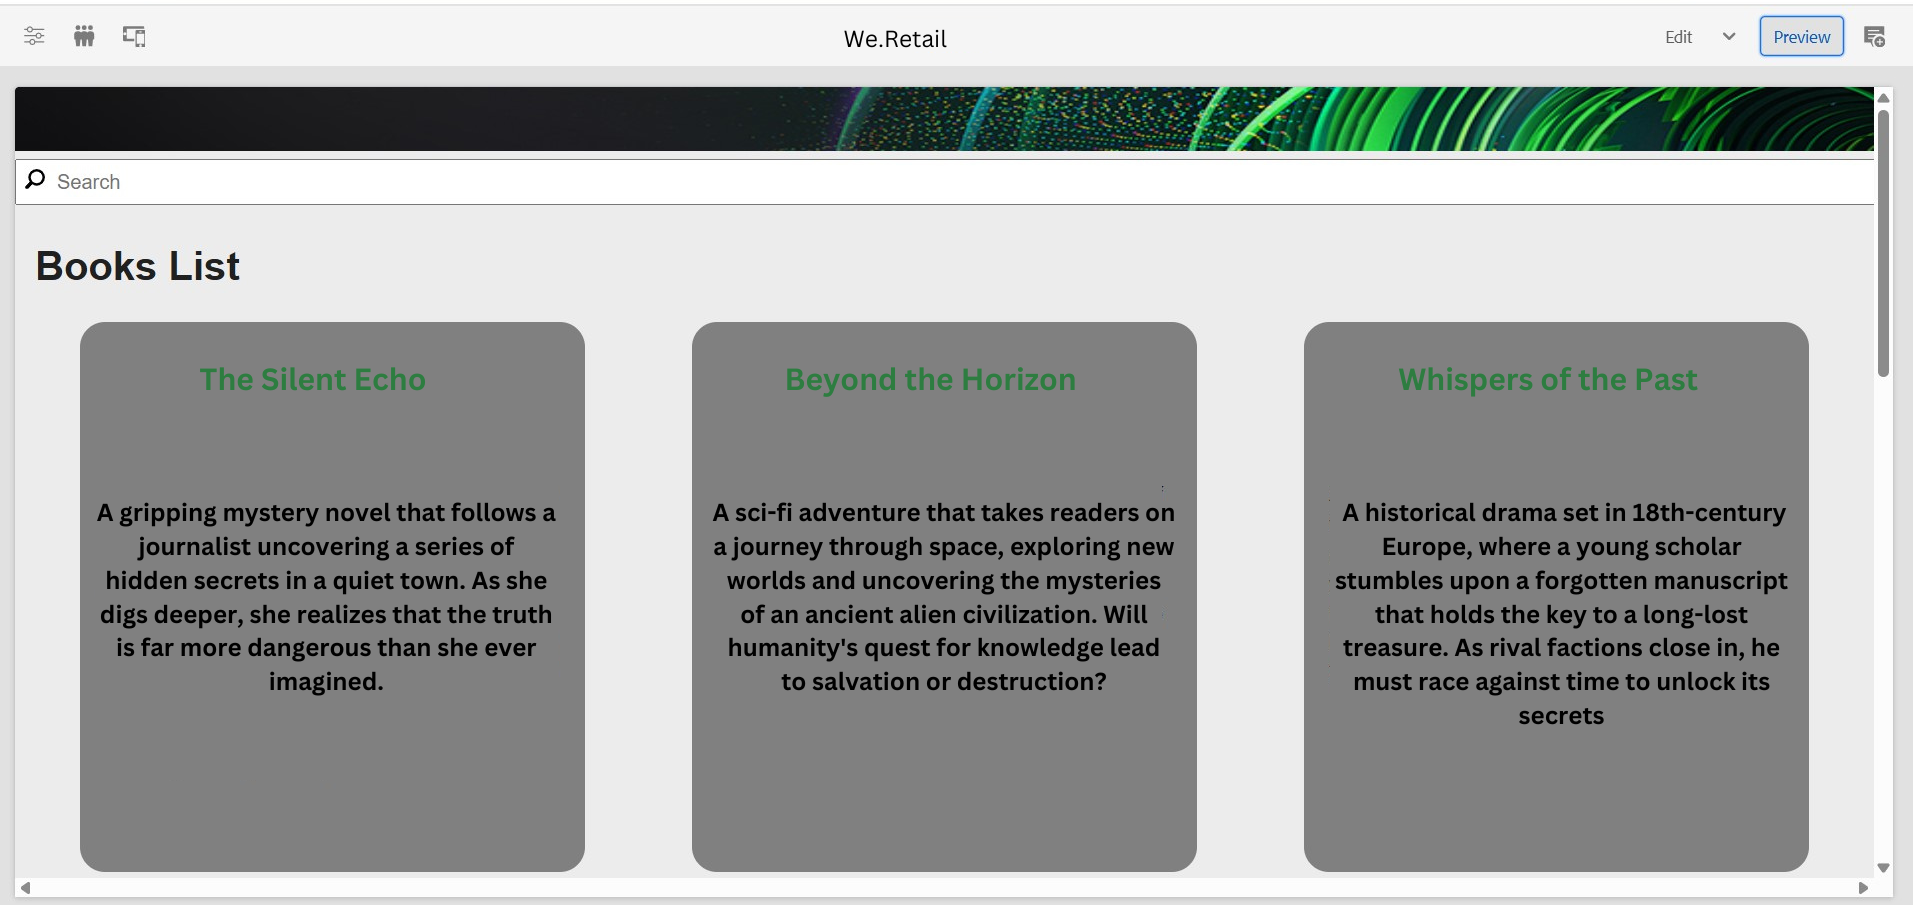 We.Retail
Edit
Preview
Search
Books List
The Silent Echo
A gripping mystery novel that follows a
journalist uncovering a series of
hidden secrets in a quiet town. As she
digs deeper, she realizes that the truth
is far more dangerous than she ever
imagined.
Beyond the Horizon
A sci-fi adventure that takes readers on
a journey through space, exploring new
worlds and uncovering the mysteries
of an ancient alien civilization. Will
humanity's quest for knowledge lead
to salvation or destruction?
Whispers of the Past
A historical drama set in 18th-century
Europe, where a young scholar
stumbles upon a forgotten manuscript
that holds the key to a long-lost
treasure. As rival factions close in, he
must race against time to unlock its
secrets